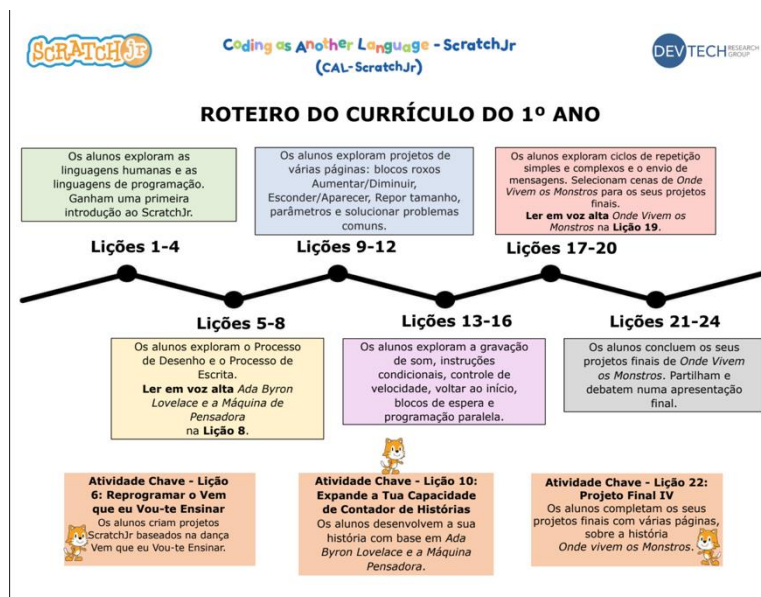 SCRATCH Jr
Coding as Another Language - ScratchJr
(CAL-ScratchJr)
DEVTECH RESEARCH
GROUP
ROTEIRO DO CURRÍCULO DO 1º ANO
Os alunos exploram as
linguagens humanas e as
linguagens de programação.
Ganham uma primeira
introdução ao ScratchJr.
Lições 1-4
Os alunos exploram projetos de
várias páginas: blocos roxos
Aumentar/Diminuir,
Esconder/Aparecer, Repor tamanho,
parâmetros e solucionar problemas
comuns.
Lições 9-12
Os alunos exploram ciclos de repetição
simples e complexos e o envio de
mensagens. Selecionam cenas de Onde
Vivem os Monstros para os seus projetos
finais.
Ler em voz alta Onde Vivem os
Monstros na Lição 19.
Lições 17-20
Lições 5-8
Os alunos exploram o Processo
de Desenho e o Processo de
Escrita.
Ler em voz alta Ada Byron
Lovelace e a Máquina de
Pensadora
na Lição 8.
Lições 13-16
Os alunos exploram a gravação
de som, instruções
condicionais, controle de
velocidade, voltar ao início,
blocos de espera e
programação paralela.
Lições 21-24
Os alunos concluem os seus
projetos finais de Onde Vivem
os Monstros. Partilham e
debatem numa apresentação
final.
Atividade Chave - Lição
6: Reprogramar o Vem
que eu Vou-te Ensinar
Os alunos criam projetos
ScratchJr baseados na dança
Vem que eu Vou-te Ensinar.
Atividade Chave - Lição 10:
Expande a Tua Capacidade
de Contador de Histórias
Os alunos desenvolvem a sua
história com base em Ada
Byron Lovelace e a Máquina
Pensadora.
Atividade Chave - Lição 22:
Projeto Final IV
Os alunos completam os seus
projetos finais com várias páginas,
sobre a história
Onde vivem os Monstros.